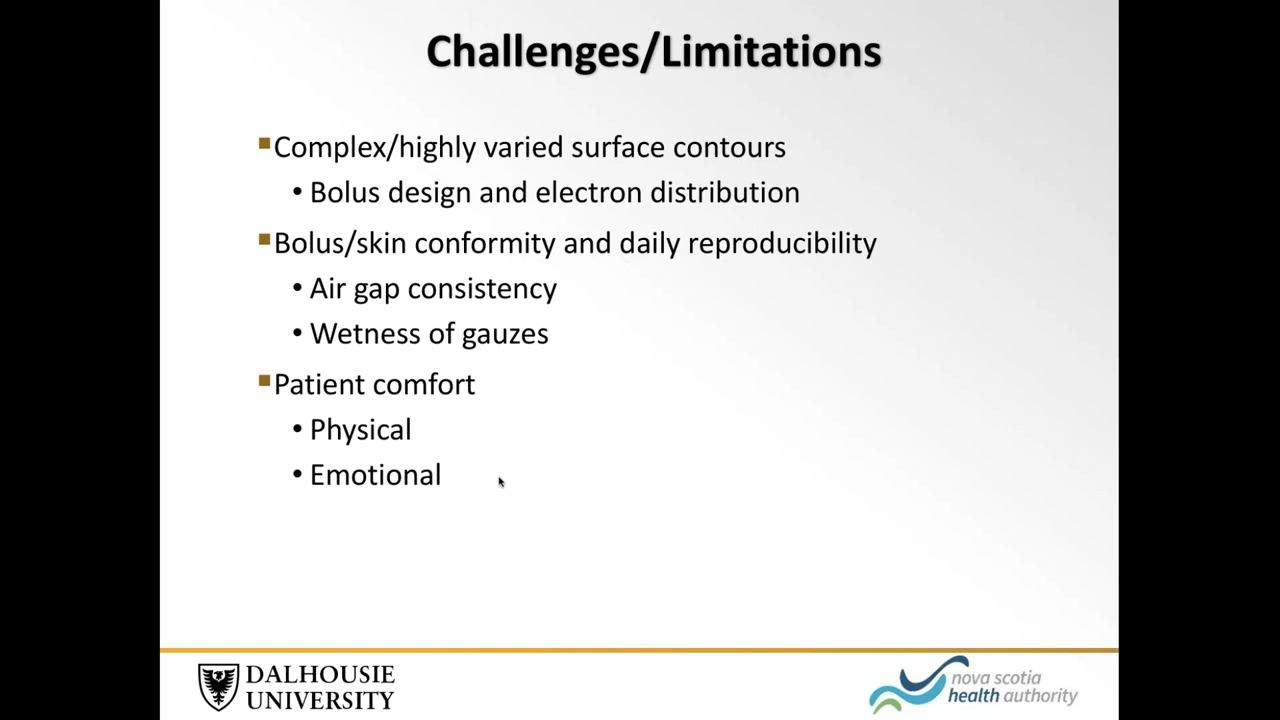 Challenges/Limitations
Complex/highly varied surface contours
• Bolus design and electron distribution
Bolus/skin conformity and daily reproducibility
• Air gap consistency
• Wetness of gauzes
Patient comfort
• Physical
• Emotional
DALHOUSIE
UNIVERSITY
nova scotia
health authority